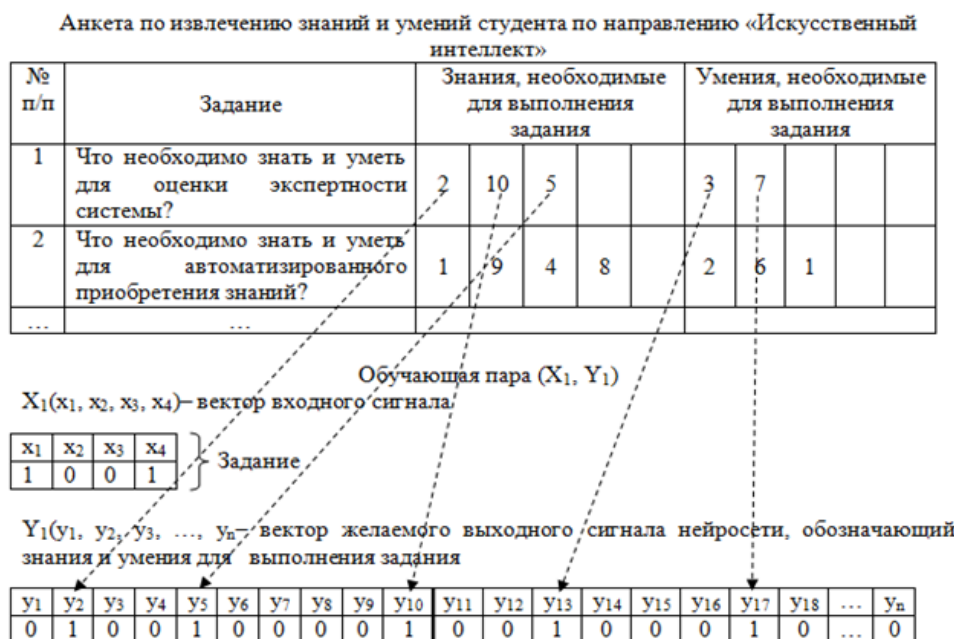 Анкета по извлечению знаний и умений студента по направлению «Искусственный
интеллект»
№ п/п Задание Знания, необходимые для выполнения задания Умения, необходимые для выполнения задания
1 Что необходимо знать и уметь
для оценки экспертности
системы?
2 10 5 3 7
2 Что необходимо знать и уметь
для автоматизированного
приобретения знаний?
1 9 4 8 2 6 1
... ...
Обучающая пара (X1, Y1)
X1(x1, x2, x3, x4)– вектор входного сигнала
x1 x2 x3 x4
1 0 0 1
Задание
Y1(y1, y2, y3, …, yn– вектор желаемого выходного сигнала нейросети, обозначающий
знания и умения для выполнения задания
y1 y2 y3 y4 y5 y6 y7 y8 y9 y10 y11 y12 y13 y14 y15 y16 y17 y18 ... yn
0 1 0 0 1 0 0 0 0 1 0 0 1 0 0 0 1 0 ... 0